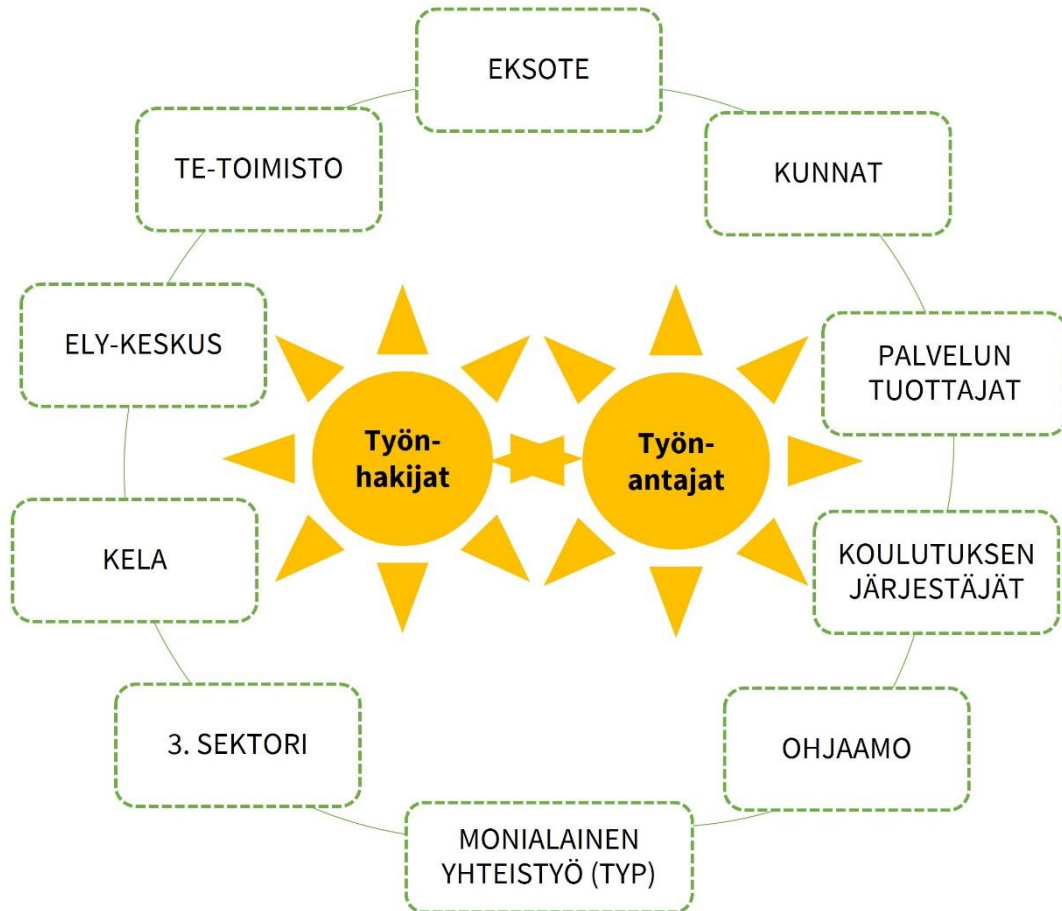 EKSOTE
KUNNAT
PALVELUN
TUOTTAJAT
KOULUTUKSEN
JÄRJESTÄJÄT
OHJAAMO
MONIALAINEN
YHTEISTYÖ (TYP)
3. SEKTORI
KELA
ELY-KESKUS
TE-TOIMISTO
Työn-
hakijat
Työn-
antajat